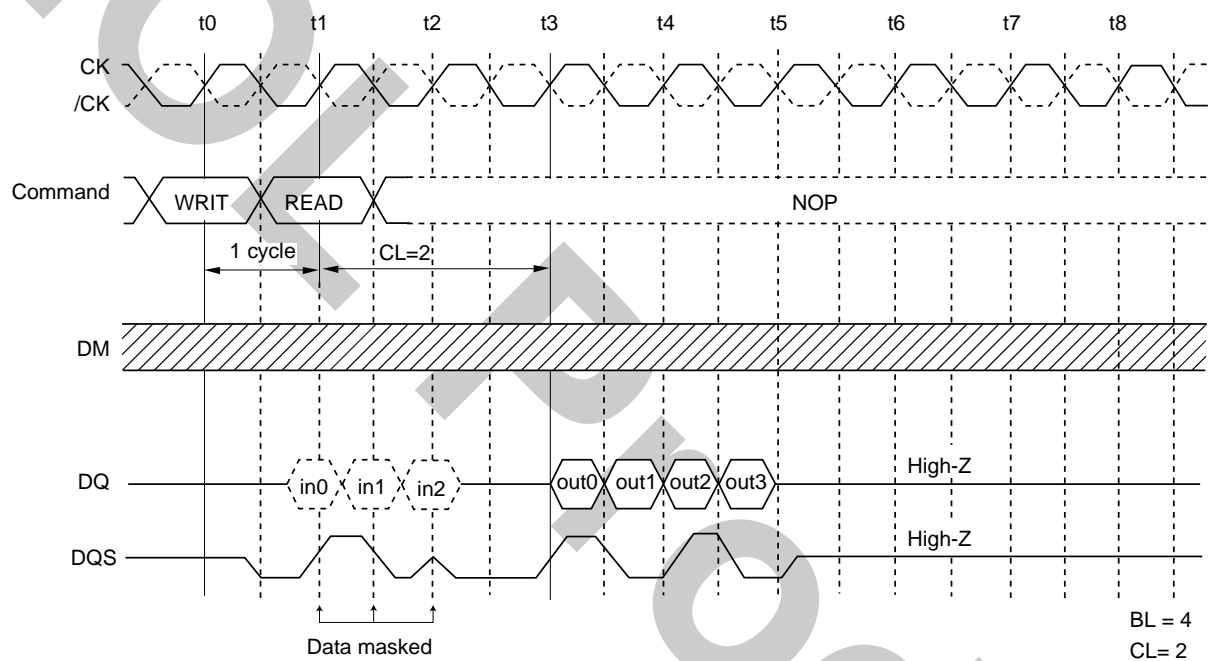 t0 t1 t2 t3 t4 t5 t6 t7 t8
CK
/CK
Command WRIT READ NOP
1 cycle CL=2
DM
DQ in0 in1 in2 out0 out1 out2 out3 High-Z
DQS High-Z
Data masked
BL = 4
CL= 2